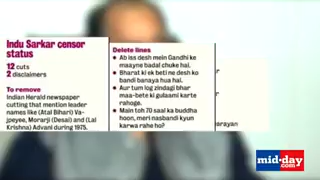 Indu Sarkar censor
status
12 cuts
2 disclaimers
To remove
Indian Herald newspaper
cutting that mention leader
names like (Atal Bihari) Va-
jpeyee, Morarji (Desai) and (Lal
Krishna) Advani during 1975.
Delete lines
Ab iss desh mein Gandhi ke
maayne badal chuke hai.
Bharat ki ek beti ne desh ko
bandi banaya hua hai.
Aur tum log zindagi bhar
maa-bete ki gulaami karte
rahoge.
Main toh 70 saal ka buddha
hoon, meri nasbandi kyun
karwa rahe ho?
arayan
mid-day.com